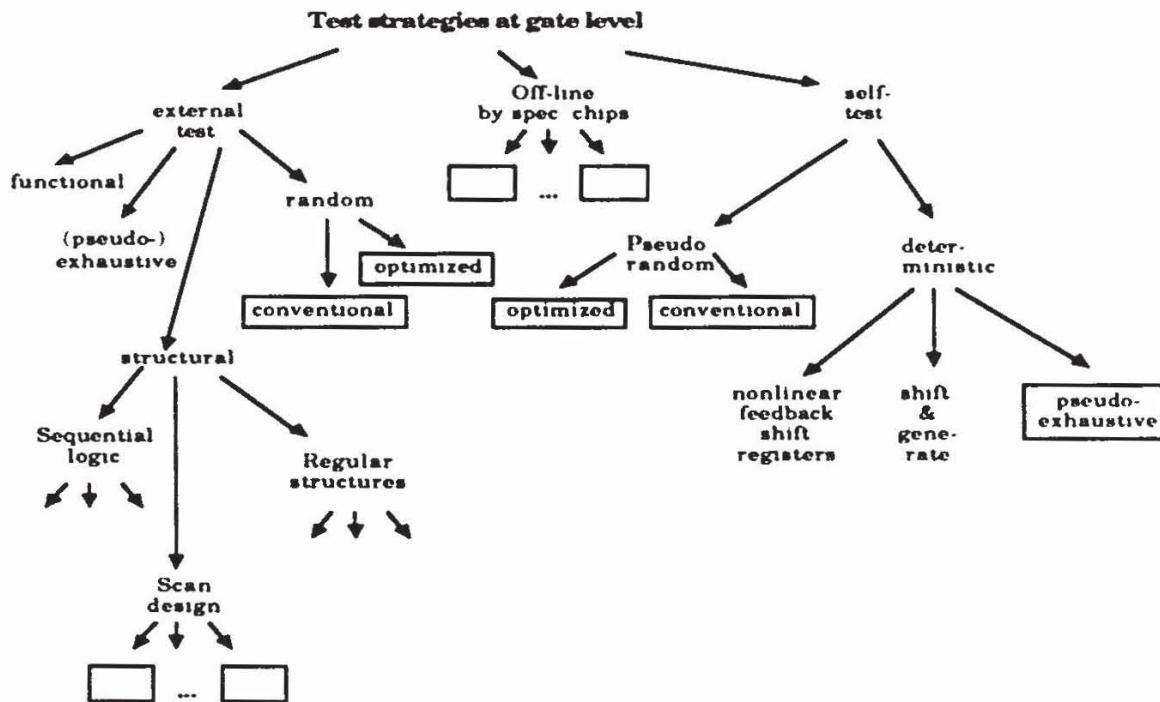 Test strategies at gate level
external
test
Off-line
by spec chips
self-
test
functional
(pseudo-)
exhaustive
random
...
optimized
conventional
Pseudo
random
optimized
conventional
deter-
ministic
structural
nonlinear
feedback
shift
registers
shift
&
gene-
rate
pseudo-
exhaustive
Sequential
logic
Regular
structures
Scan
design
...